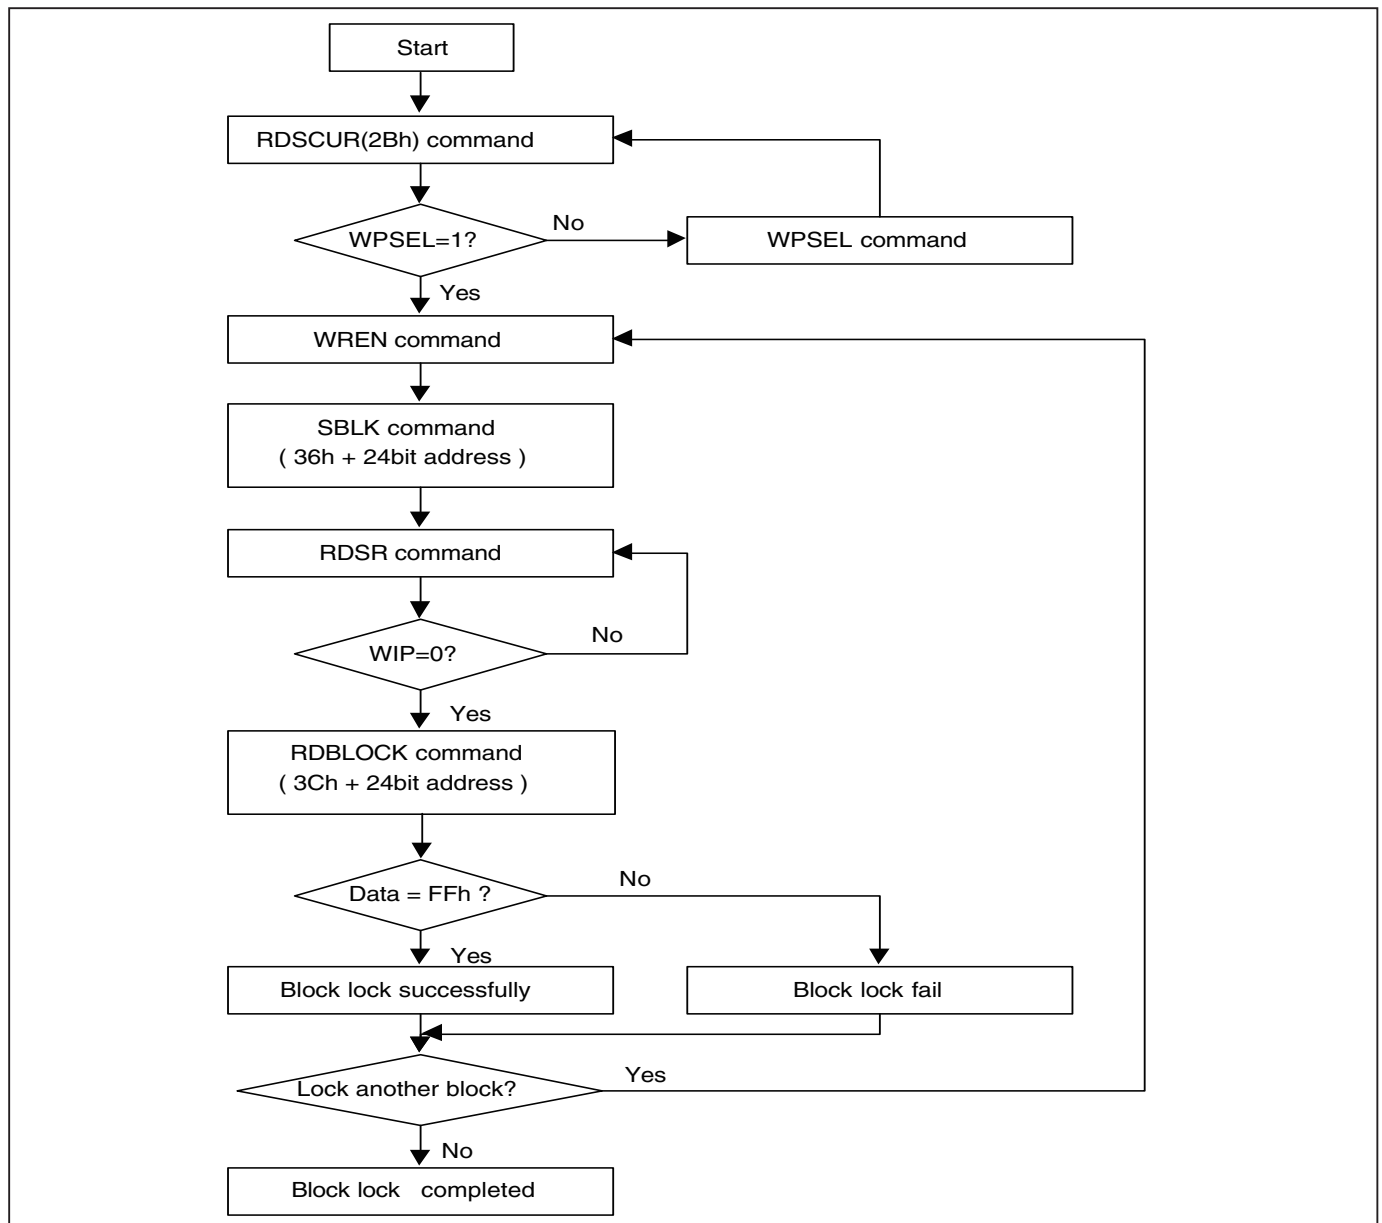 Start
RDSCUR(2Bh) command
WPSEL=1?
No
WPSEL command
Yes
WREN command
SBLK command
( 36h + 24bit address )
RDSR command
WIP=0?
No
Yes
RDBLOCK command
( 3Ch + 24bit address )
Data = FFh ?
No
Yes
Block lock successfully
Block lock fail
Lock another block?
Yes
No
Block lock completed